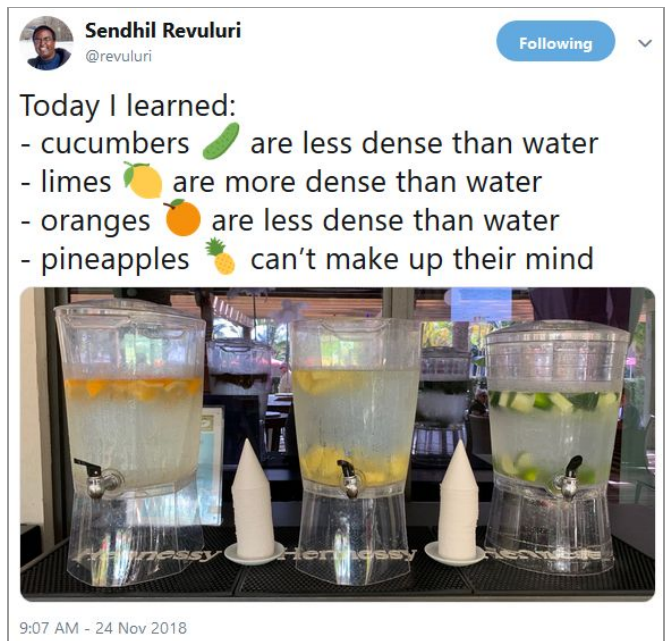 Sendhil Revuluri
@revuluri
Following
Today I learned:
- cucumbers 🥒 are less dense than water
- limes 🍋 are more dense than water
- oranges 🍊 are less dense than water
- pineapples 🍍 can't make up their mind
Hennessy Hennessy Hennessy
9:07 AM - 24 Nov 2018